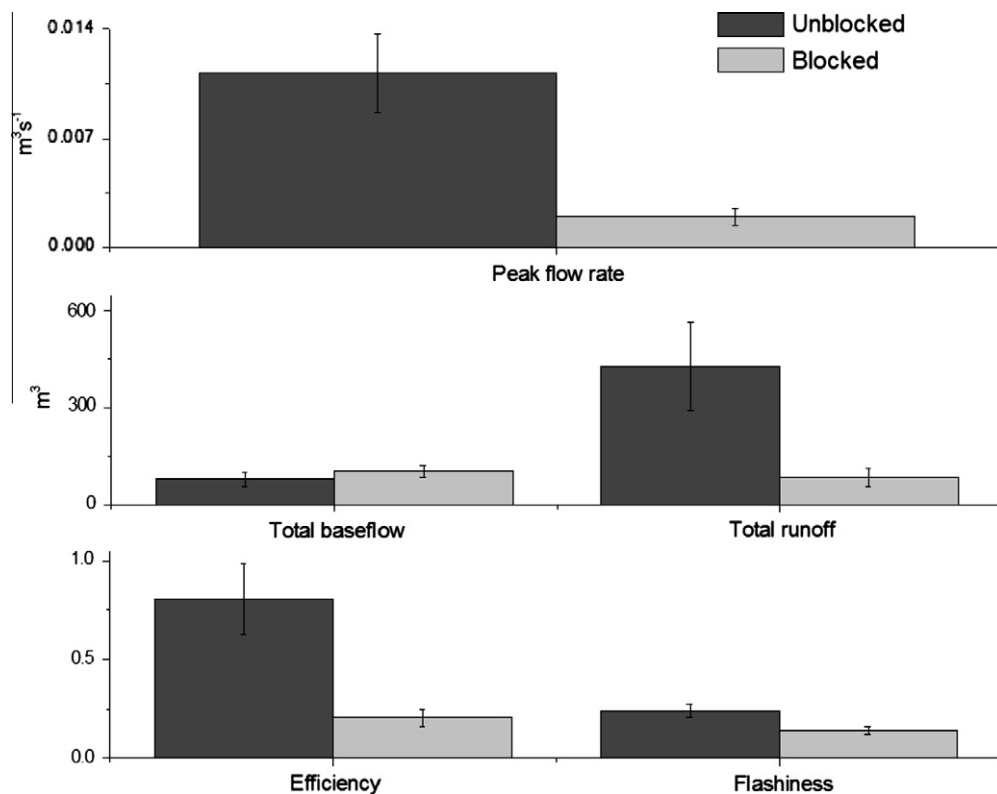 Unblocked
Blocked
0.014
0.007
0.000
m³s⁻¹
Peak flow rate
600
300
0
m³
Total baseflow
Total runoff
1.0
0.5
0.0
Efficiency
Flashiness